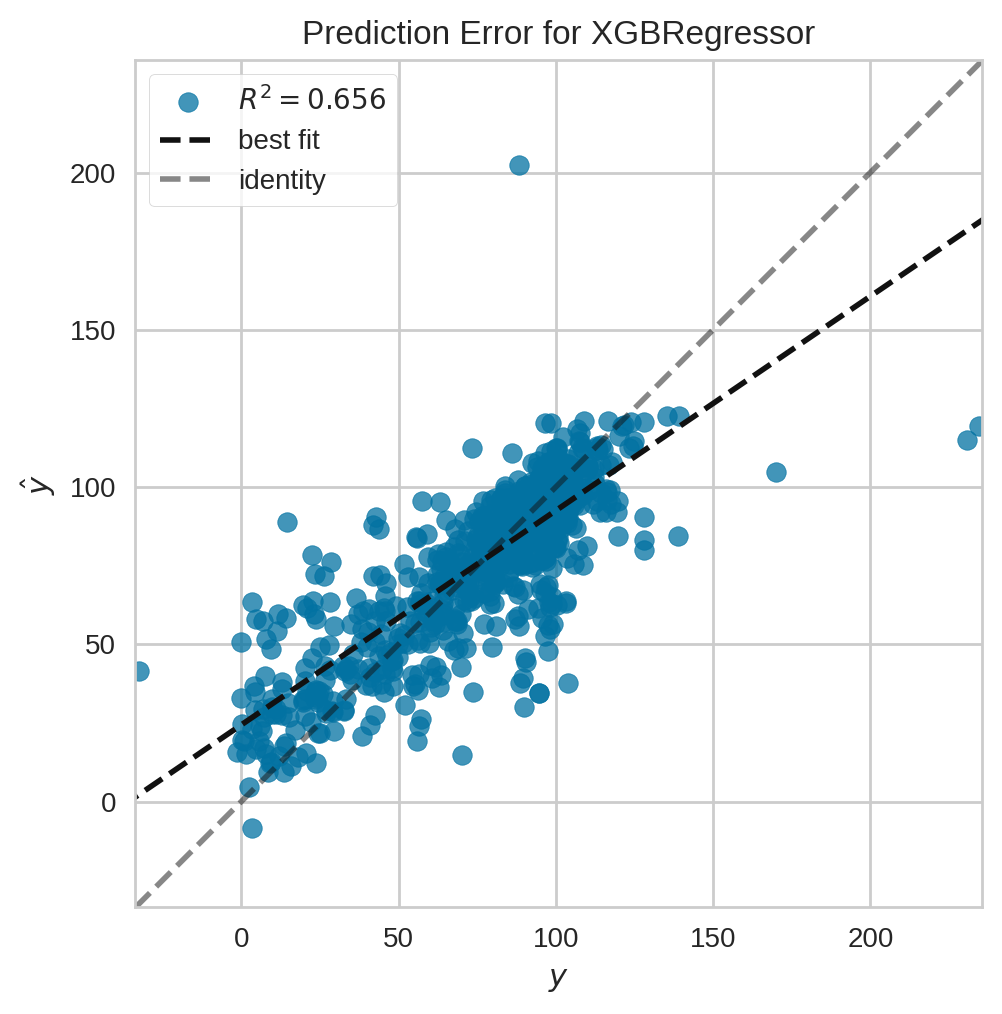 Prediction Error for XGBRegressor
R² = 0.656
best fit
identity
200
150
100
50
0
ŷ
0 50 100 150 200
y